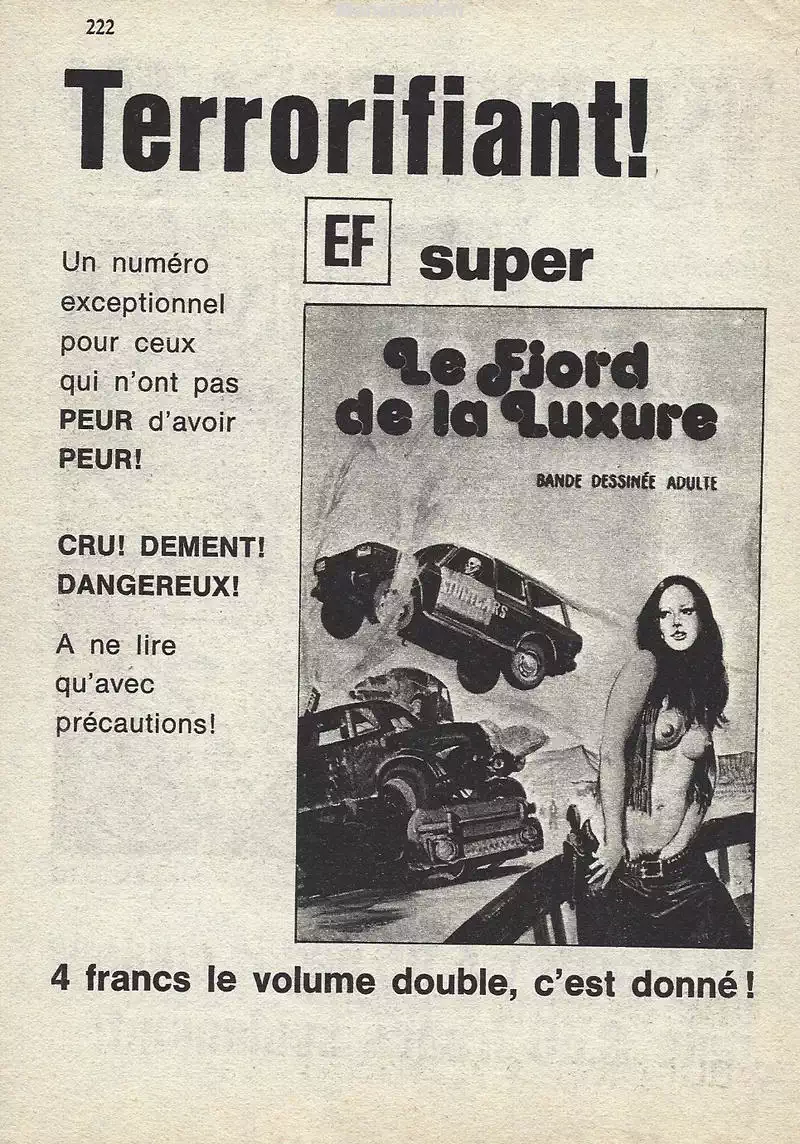 222
Terrorifiant!
EF super
Un numéro
exceptionnel
pour ceux
qui n'ont pas
PEUR d'avoir
PEUR!
CRU! DEMENT!
DANGEREUX!
A ne lire
qu'avec
précautions!
Le Fjord
de la Luxure
BANDE DESSINÉE ADULTE
STUNTCARS
4 francs le volume double, c'est donné!